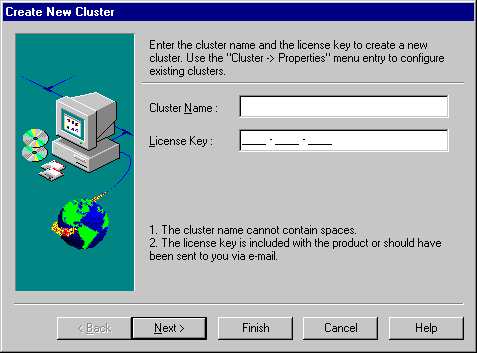 Create New Cluster
Enter the cluster name and the license key to create a new
cluster. Use the "Cluster -> Properties" menu entry to configure
existing clusters.
Cluster Name :
License Key : ____ - ____ - ____
1. The cluster name cannot contain spaces.
2. The license key is included with the product or should have
been sent to you via e-mail.
< Back Next > Finish Cancel Help